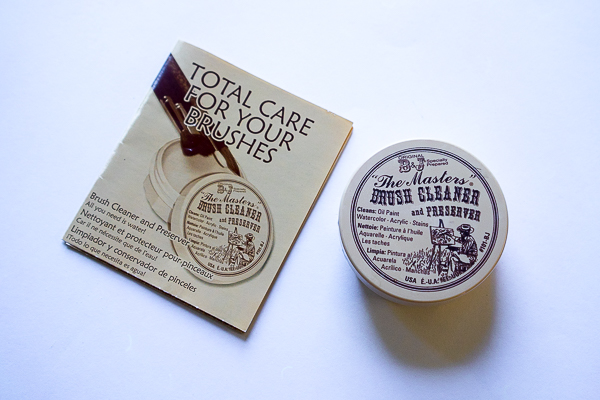 TOTAL CARE
FOR YOUR
BRUSHES
B&J
"The Masters"®
BRUSH CLEANER
and PRESERVER
Brush Cleaner and Preserver
All you need is water!
Nettoyant et protecteur pour pinceaux
Car il ne nécessite que de l'eau!
Limpiador y conservador de pinceles
¡Todo lo que necesita es agua!
ORIGINAL
B&J
Specially
Prepared
"The Masters"®
BRUSH CLEANER
and PRESERVER
Cleans: Oil Paint
Watercolor - Acrylic - Stains
Nettoie: Peinture à l'huile
Aquarelle - Acrylique
Les taches
Limpia: Pintura
Acuarela
Acrílico
USA É.-U.A.